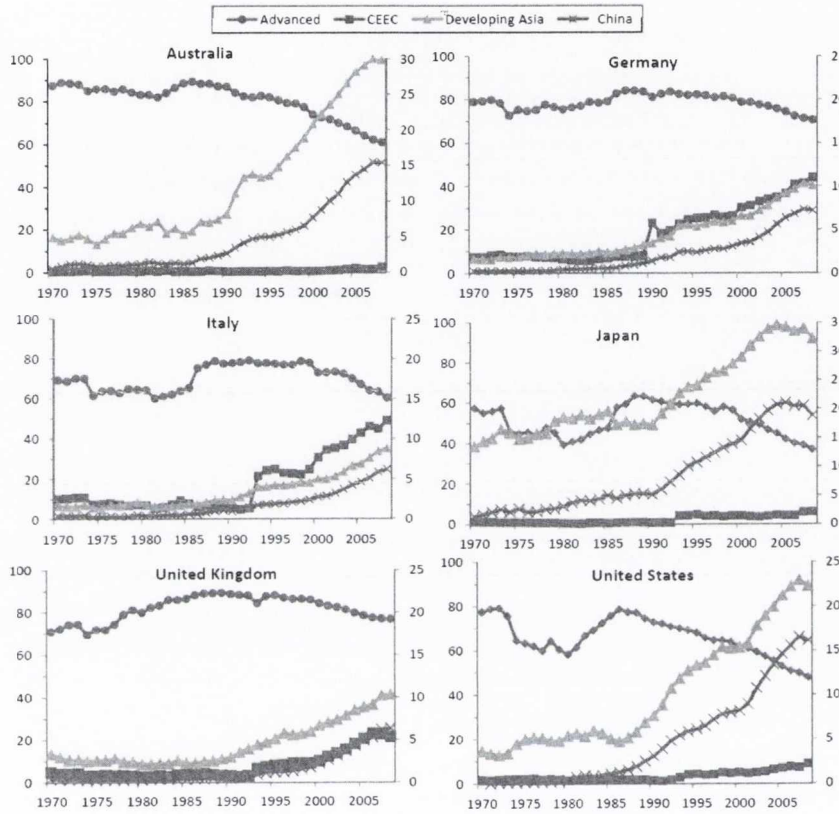 Advanced CEEC Developing Asia China
Australia
100 80 60 40 20 0
30 25 20 15 10 5 0
1970 1975 1980 1985 1990 1995 2000 2005
Germany
100 80 60 40 20 0
10 5 0
1970 1975 1980 1985 1990 1995 2000 2005
Italy
100 80 60 40 20 0
25 20 15 10 5 0
1970 1975 1980 1985 1990 1995 2000 2005
Japan
100 80 60 40 20 0
10 5 0
1970 1975 1980 1985 1990 1995 2000 2005
United Kingdom
100 80 60 40 20 0
25 20 15 10 5 0
1970 1975 1980 1985 1990 1995 2000 2005
United States
100 80 60 40 20 0
25 20 15 10 5 0
1970 1975 1980 1985 1990 1995 2000 2005